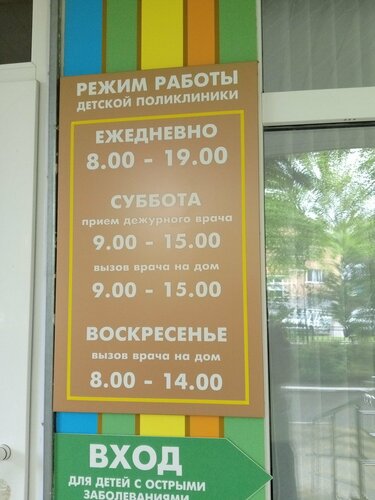 РЕЖИМ РАБОТЫ
ДЕТСКОЙ ПОЛИКЛИНИКИ
ЕЖЕДНЕВНО
8.00 - 19.00
СУББОТА
прием дежурного врача
9.00 - 15.00
вызов врача на дом
9.00 - 15.00
ВОСКРЕСЕНЬЕ
вызов врача на дом
8.00 - 14.00
ВХОД
ДЛЯ ДЕТЕЙ С ОСТРЫМИ
ЗАБОЛЕВАНИЯМИ